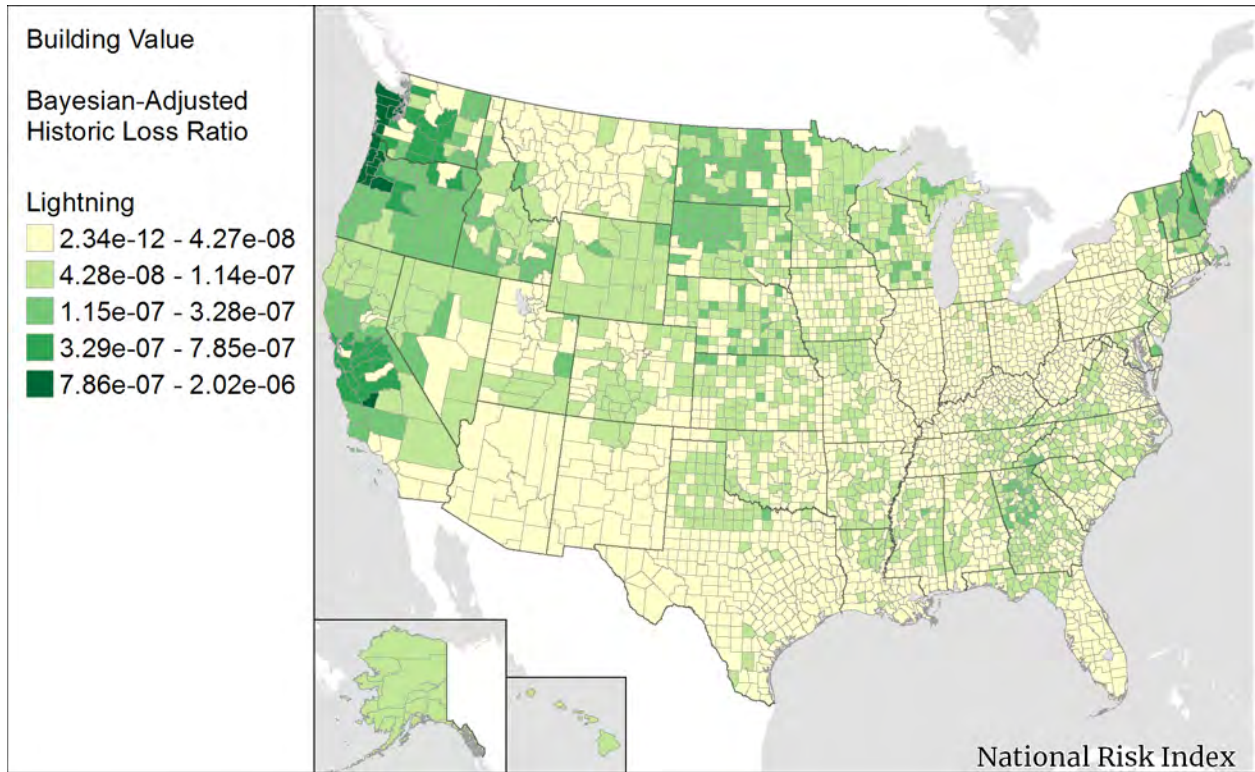 Building Value
Bayesian-Adjusted
Historic Loss Ratio
Lightning
2.34e-12 - 4.27e-08
4.28e-08 - 1.14e-07
1.15e-07 - 3.28e-07
3.29e-07 - 7.85e-07
7.86e-07 - 2.02e-06
National Risk Index